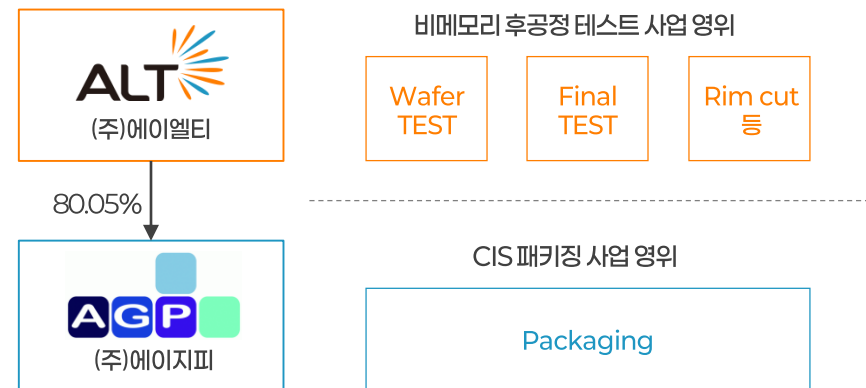 ALT
(주)에이엘티
80.05%
AGP
(주)에이지피
비메모리 후공정 테스트 사업 영위
Wafer
TEST
Final
TEST
Rim cut
등
CIS 패키징 사업 영위
Packaging